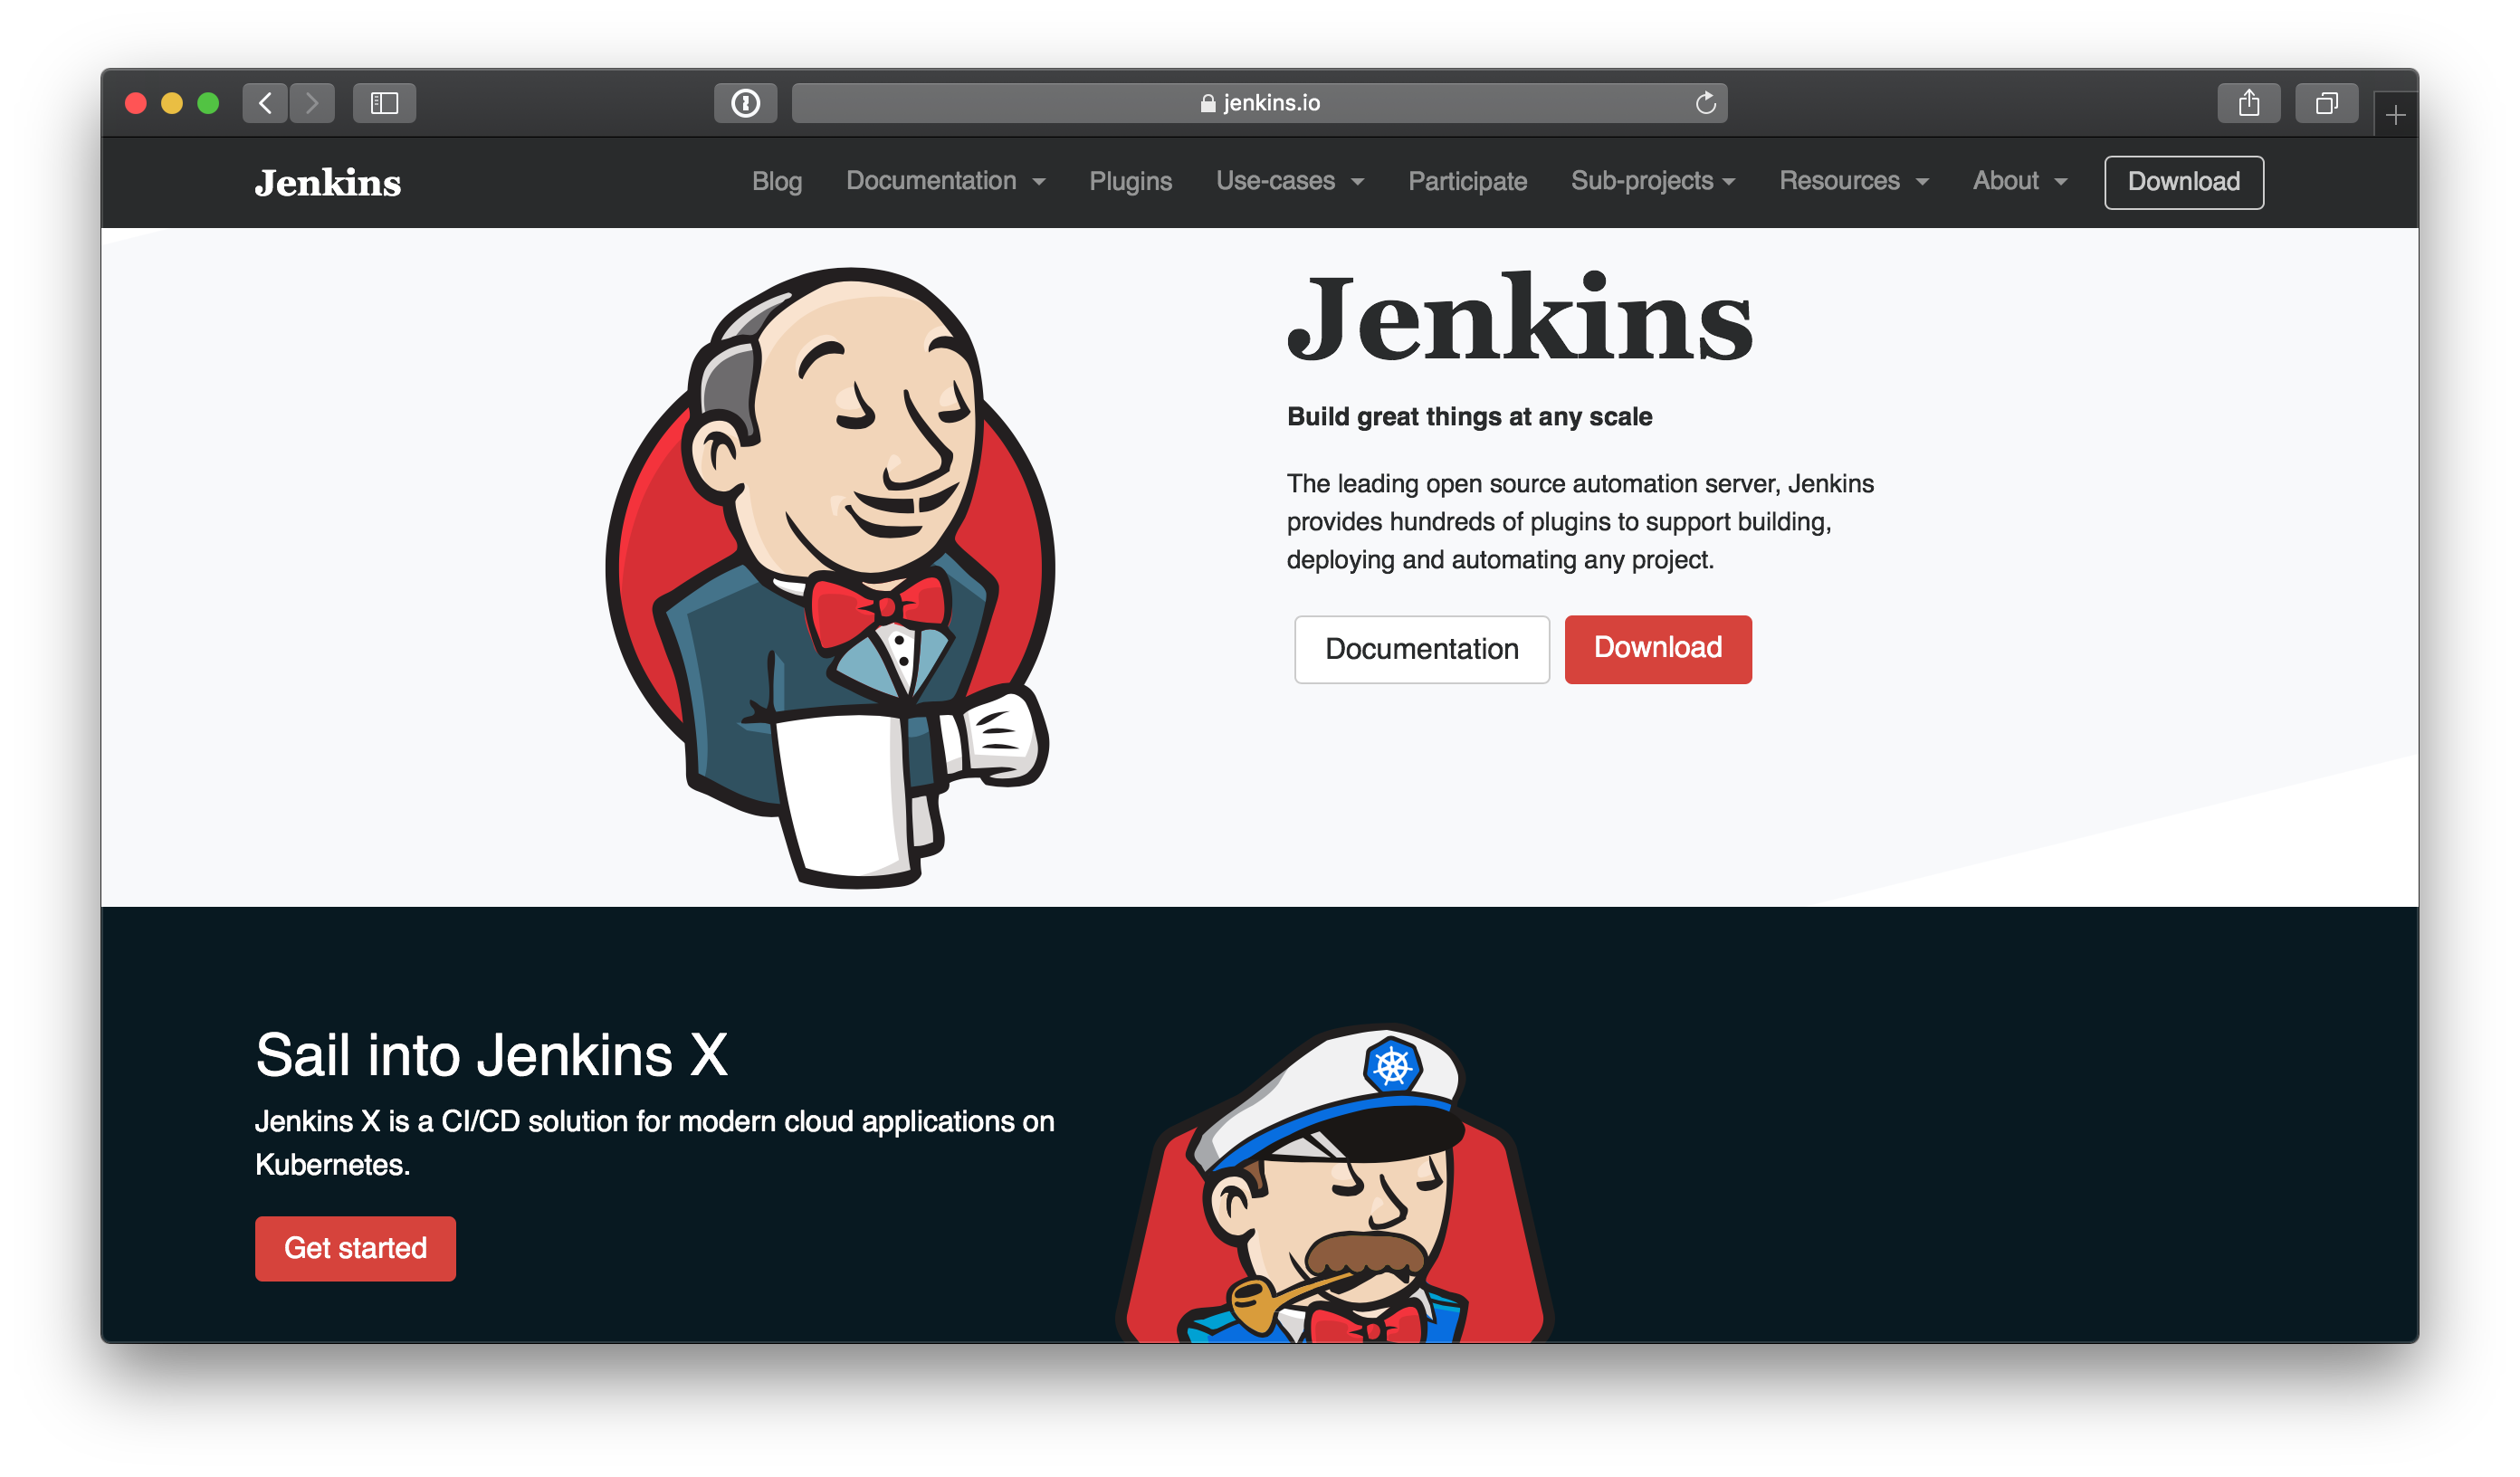 jenkins.io
Jenkins
Blog Documentation Plugins Use-cases Participate Sub-projects Resources About Download
Jenkins
Build great things at any scale
The leading open source automation server, Jenkins
provides hundreds of plugins to support building,
deploying and automating any project.
Documentation Download
Sail into Jenkins X
Jenkins X is a CI/CD solution for modern cloud applications on
Kubernetes.
Get started